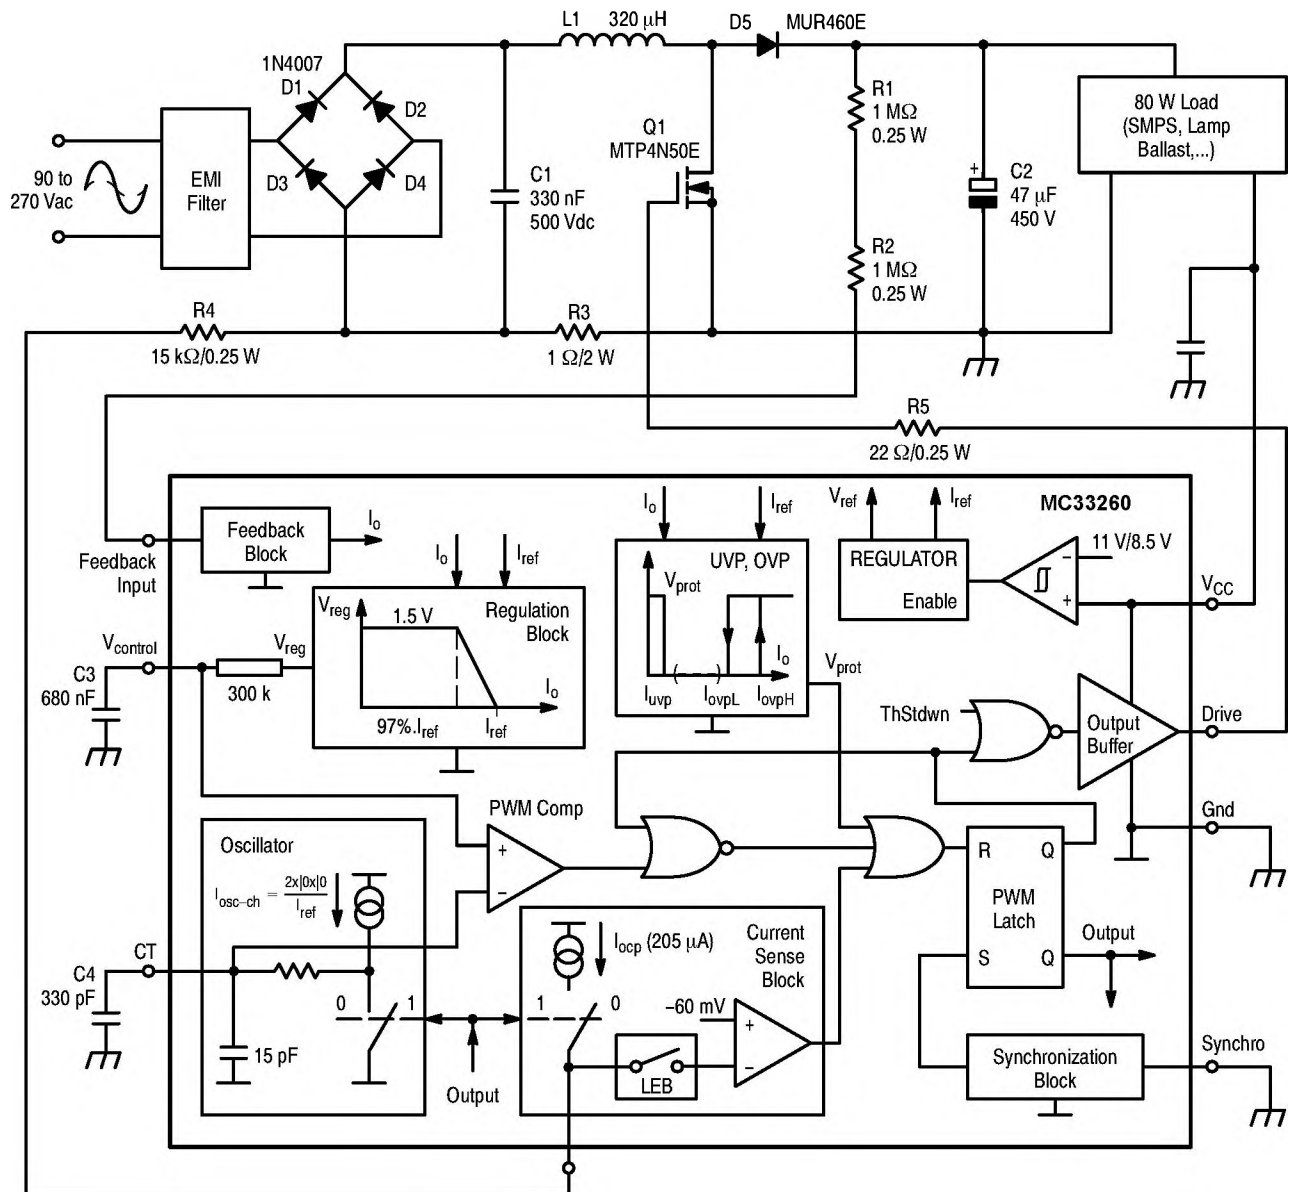 L1 320 µH
D5 MUR460E
1N4007
D1
D2
D3
D4
90 to
270 Vac
EMI
Filter
C1
330 nF
500 Vdc
Q1
MTP4N50E
R1
1 MΩ
0.25 W
R2
1 MΩ
0.25 W
+
C2
47 µF
450 V
80 W Load
(SMPS, Lamp
Ballast,...)
R4
15 kΩ/0.25 W
R3
1 Ω/2 W
R5
22 Ω/0.25 W
MC33260
Feedback
Input
Feedback
Block
Io
Io
Iref
Vreg
1.5 V
Regulation
Block
Io
97%.Iref
Iref
Io
Iref
UVP, OVP
Vprot
Io
Iuvp
IovpL
IovpH
Vprot
Vref
Iref
REGULATOR
Enable
11 V/8.5 V
−
+
VCC
Vcontrol
Vreg
300 k
C3
680 nF
ThStdwn
Output
Buffer
Drive
Gnd
PWM Comp
+
−
Oscillator
Iosc–ch = 2x|0x|0
Iref
CT
C4
330 pF
15 pF
0
1
Output
Iocp (205 µA)
Current
Sense
Block
1
0
−60 mV
+
−
LEB
R
Q
PWM
Latch
S
Q
Output
Synchronization
Block
Synchro